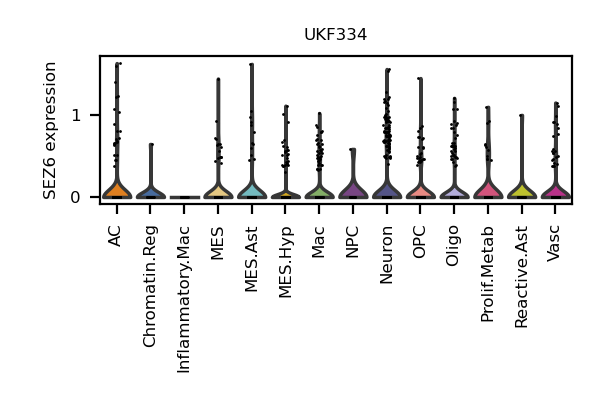 UKF334
SEZ6 expression
1
0
AC
Chromatin.Reg
Inflammatory.Mac
MES
MES.Ast
MES.Hyp
Mac
NPC
Neuron
OPC
Oligo
Prolif.Metab
Reactive.Ast
Vasc